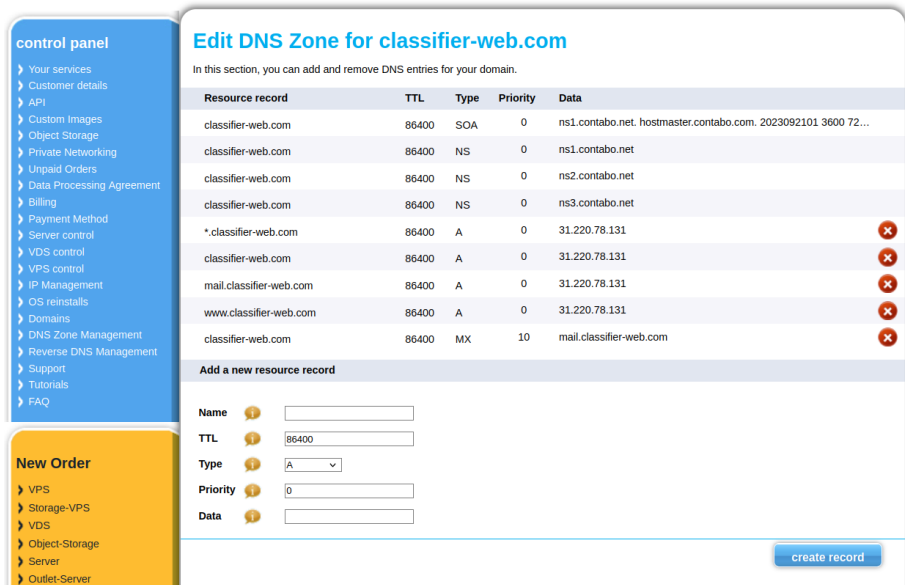 control panel
Your services
Customer details
API
Custom Images
Object Storage
Private Networking
Unpaid Orders
Data Processing Agreement
Billing
Payment Method
Server control
VDS control
VPS control
IP Management
OS reinstalls
Domains
DNS Zone Management
Reverse DNS Management
Support
Tutorials
FAQ
New Order
VPS
Storage-VPS
VDS
Object-Storage
Server
Outlet-Server
Edit DNS Zone for classifier-web.com
In this section, you can add and remove DNS entries for your domain.
Resource record TTL Type Priority Data
classifier-web.com 86400 SOA 0 ns1.contabo.net. hostmaster.contabo.com. 2023092101 3600 72...
classifier-web.com 86400 NS 0 ns1.contabo.net
classifier-web.com 86400 NS 0 ns2.contabo.net
classifier-web.com 86400 NS 0 ns3.contabo.net
*.classifier-web.com 86400 A 0 31.220.78.131
classifier-web.com 86400 A 0 31.220.78.131
mail.classifier-web.com 86400 A 0 31.220.78.131
www.classifier-web.com 86400 A 0 31.220.78.131
classifier-web.com 86400 MX 10 mail.classifier-web.com
Add a new resource record
Name
TTL 86400
Type A
Priority 0
Data
create record